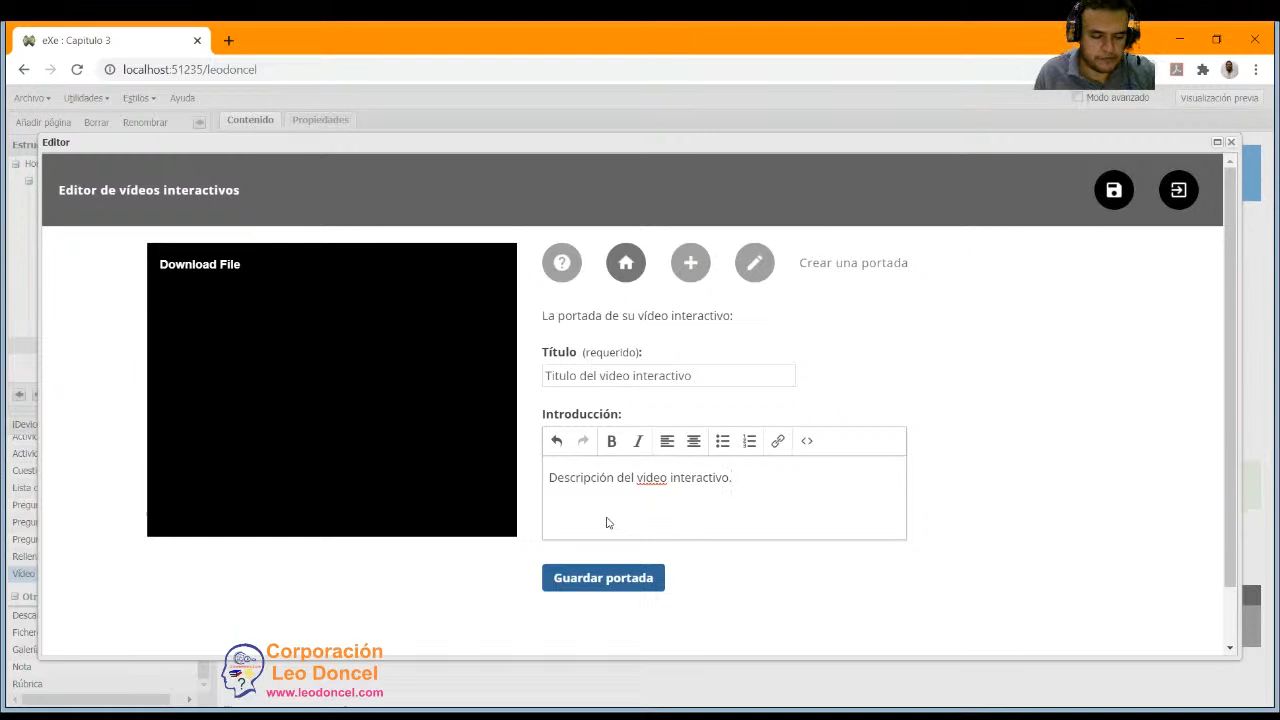 eXe : Capitulo 3
localhost:51235/leodoncel
Archivo Utilidades Estilos Ayuda
Modo avanzado
Visualización previa
Añadir página Borrar Renombrar
Contenido Propiedades
Editor
Editor de vídeos interactivos
Download File
Crear una portada
La portada de su vídeo interactivo:
Título (requerido):
Titulo del video interactivo
Introducción:
Descripción del video interactivo.
Guardar portada
Nota
Rúbrica
Vídeo
Corporación
Leo Doncel
www.leodoncel.com